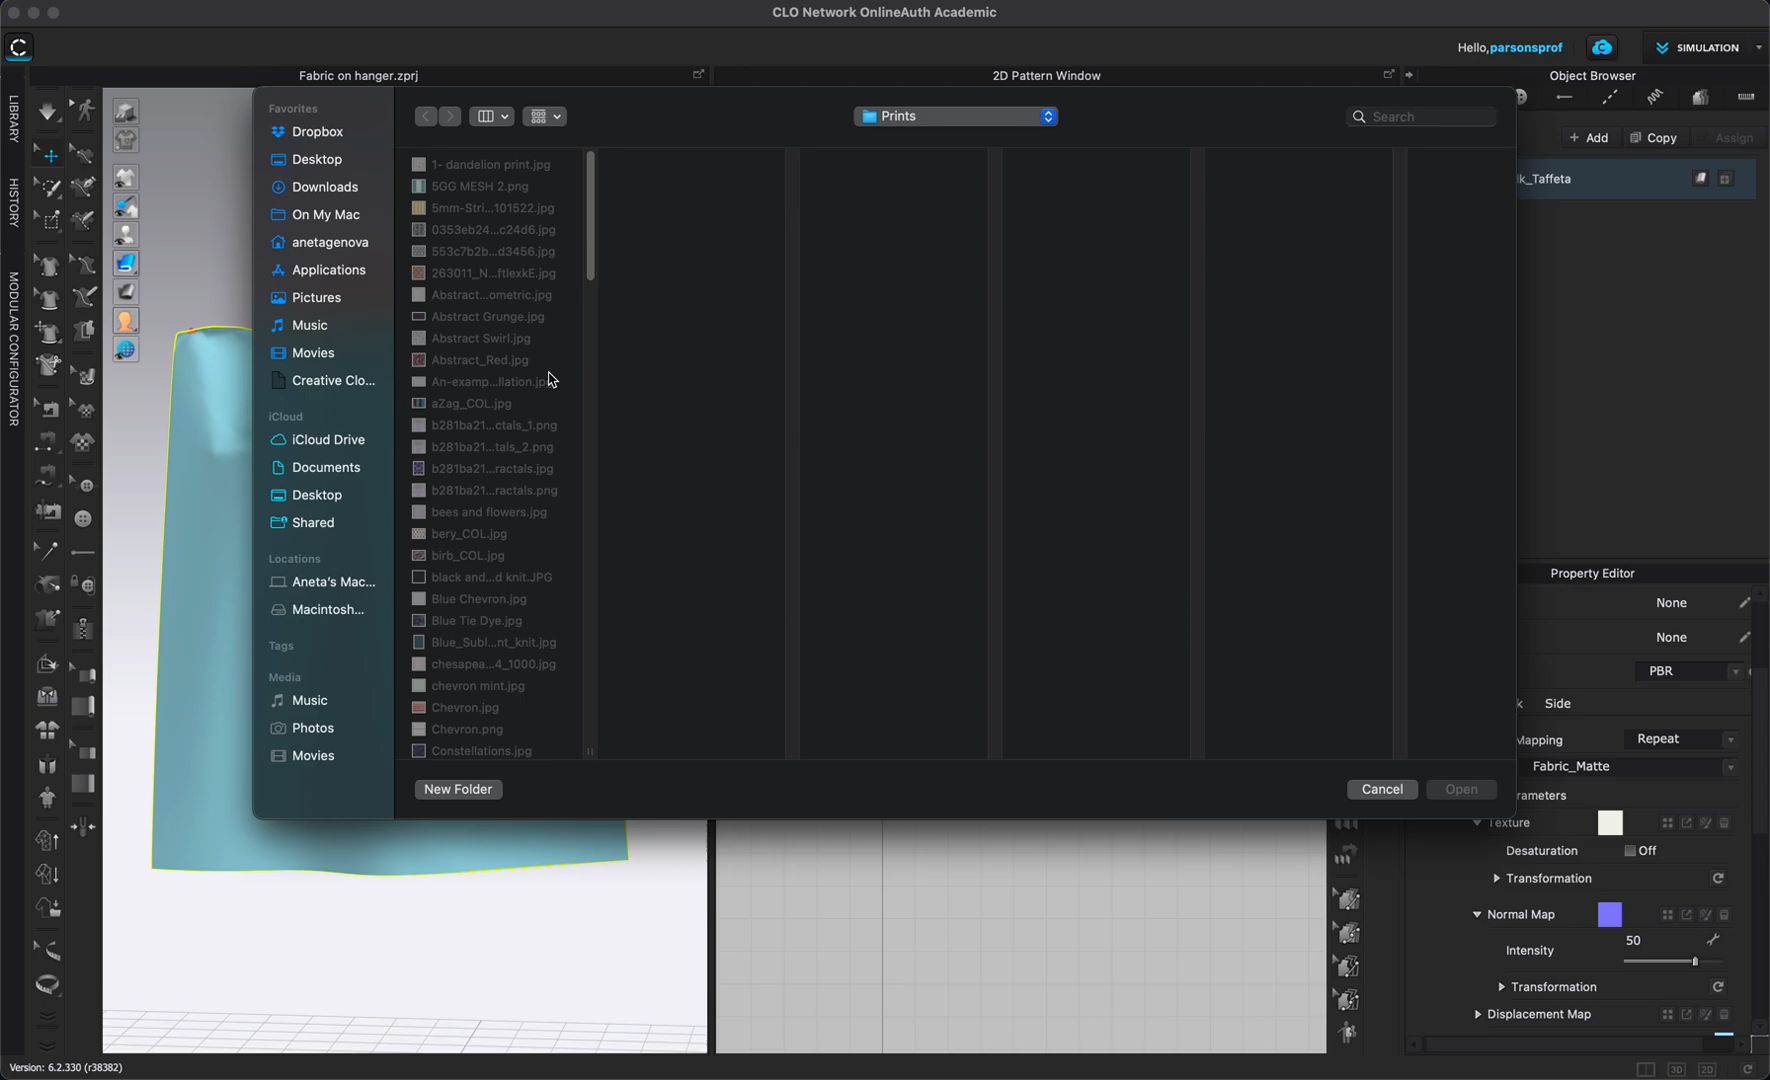 CLO Network OnlineAuth Academic
Hello,parsonsprof
SIMULATION
Fabric on hanger.zprj
2D Pattern Window
Object Browser
LIBRARY
HISTORY
MODULAR CONFIGURATOR
Favorites
Dropbox
Desktop
Downloads
On My Mac
anetagenova
Applications
Pictures
Music
Movies
Creative Clo...
iCloud
iCloud Drive
Documents
Desktop
Shared
Locations
Aneta's Mac...
Macintosh...
Tags
Media
Music
Photos
Movies
Prints
Search
1- dandelion print.jpg
5GG MESH 2.png
5mm-Stri...101522.jpg
0353eb24...c24d6.jpg
553c7b2b...d3456.jpg
263011_N...ftlexkE.jpg
Abstract...ometric.jpg
Abstract Grunge.jpg
Abstract Swirl.jpg
Abstract_Red.jpg
An-examp...llation.jp
aZag_COL.jpg
b281ba21...ctals_1.png
b281ba21...tals_2.png
b281ba21...ractals.jpg
b281ba21...ractals.png
bees and flowers.jpg
bery_COL.jpg
birb_COL.jpg
black and...d knit.JPG
Blue Chevron.jpg
Blue Tie Dye.jpg
Blue_Subl...nt_knit.jpg
chesapea...4_1000.jpg
chevron mint.jpg
Chevron.jpg
Chevron.png
Constellations.jpg
New Folder
Cancel
Open
+ Add
Copy
Assign
lk_Taffeta
Property Editor
None
None
PBR
k Side
Mapping Repeat
Fabric_Matte
arameters
Texture
Desaturation Off
Transformation
Normal Map
Intensity 50
Transformation
Displacement Map
Version: 6.2.330 (r38382)
3D
2D